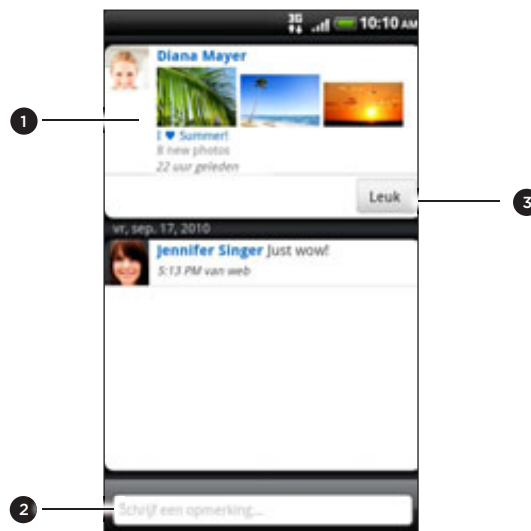 3G 10:10 AM
Diana Mayer
1
I ♥ Summer!
8 new photos
22 uur geleden
Leuk
3
vr, sep. 17, 2010
Jennifer Singer Just wow!
5:13 PM van web
2
Schrijf een opmerking...